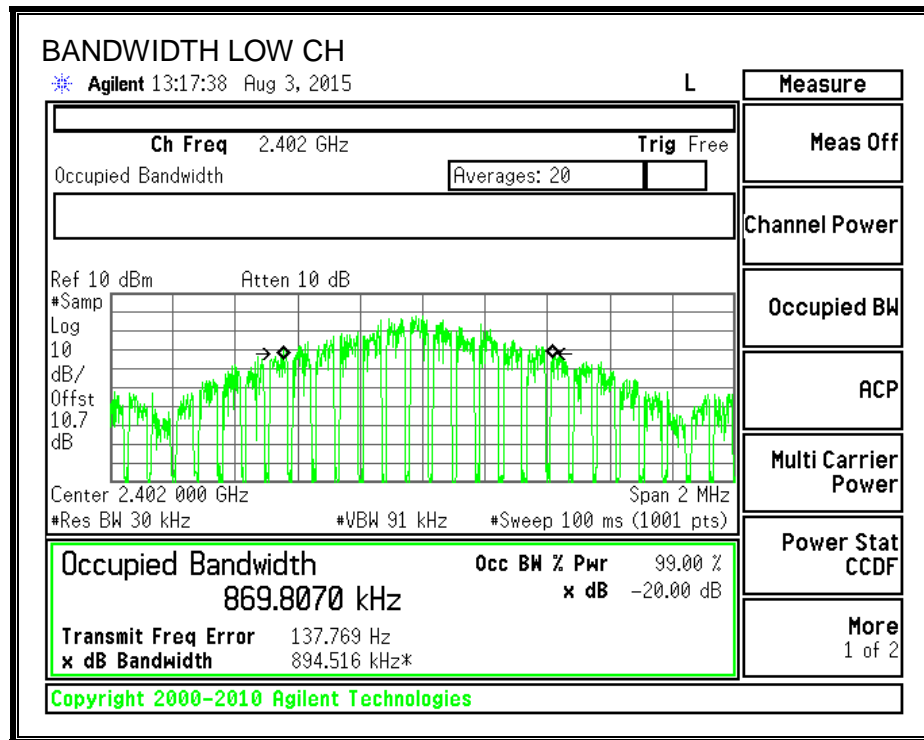 BANDWIDTH LOW CH
Agilent 13:17:38 Aug 3, 2015 L
Measure
Ch Freq 2.402 GHz Trig Free
Meas Off
Occupied Bandwidth Averages: 20
Channel Power
Ref 10 dBm Atten 10 dB
#Samp
Log
10
dB/
Offst
10.7
dB
Occupied BW
ACP
Multi Carrier
Power
Center 2.402 000 GHz Span 2 MHz
#Res BW 30 kHz #VBW 91 kHz #Sweep 100 ms (1001 pts)
Power Stat
CCDF
Occupied Bandwidth Occ BW % Pwr 99.00 %
869.8070 kHz x dB -20.00 dB
Transmit Freq Error 137.769 Hz
x dB Bandwidth 894.516 kHz*
More
1 of 2
Copyright 2000-2010 Agilent Technologies